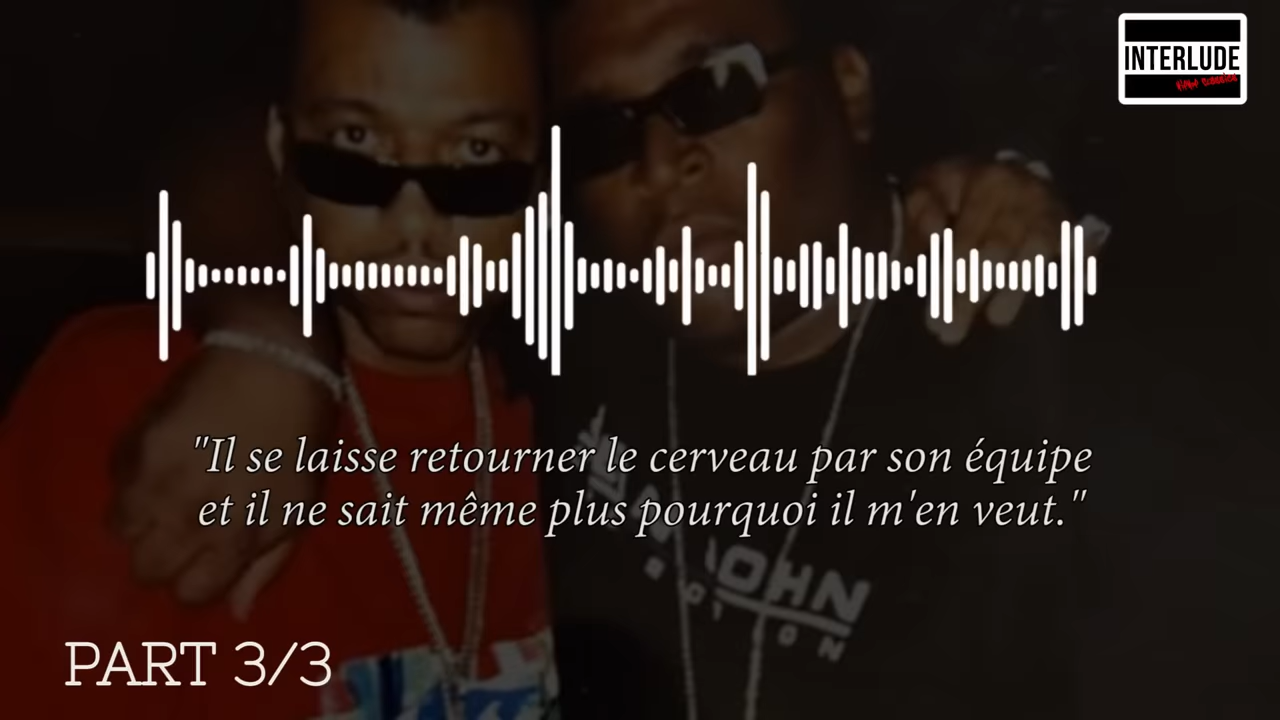 INTERLUDE
"Il se laisse retourner le cerveau par son équipe
et il ne sait même plus pourquoi il m'en veut."
OHN
PART 3/3